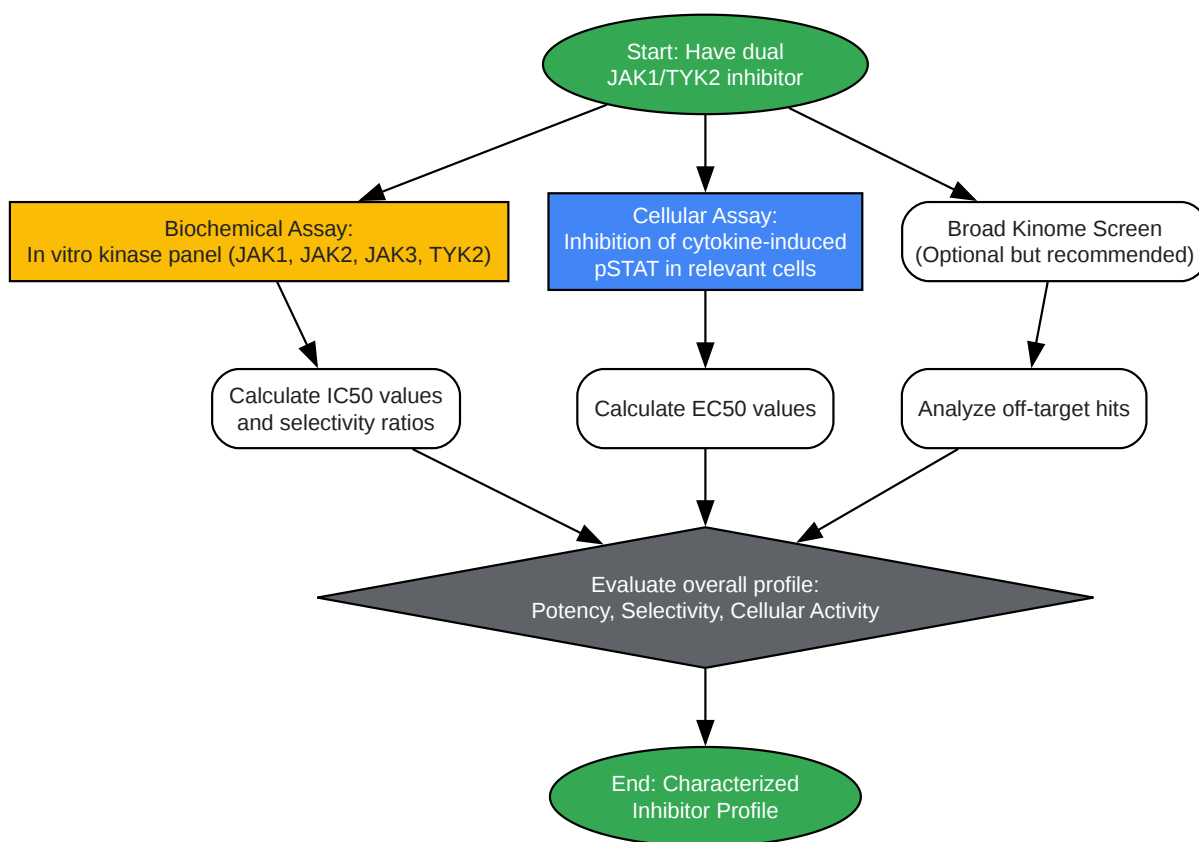 Start: Have dual
JAK1/TYK2 inhibitor
Biochemical Assay:
In vitro kinase panel (JAK1, JAK2, JAK3, TYK2)
Cellular Assay:
Inhibition of cytokine-induced
pSTAT in relevant cells
Broad Kinome Screen
(Optional but recommended)
Calculate IC50 values
and selectivity ratios
Calculate EC50 values
Analyze off-target hits
Evaluate overall profile:
Potency, Selectivity, Cellular Activity
End: Characterized
Inhibitor Profile